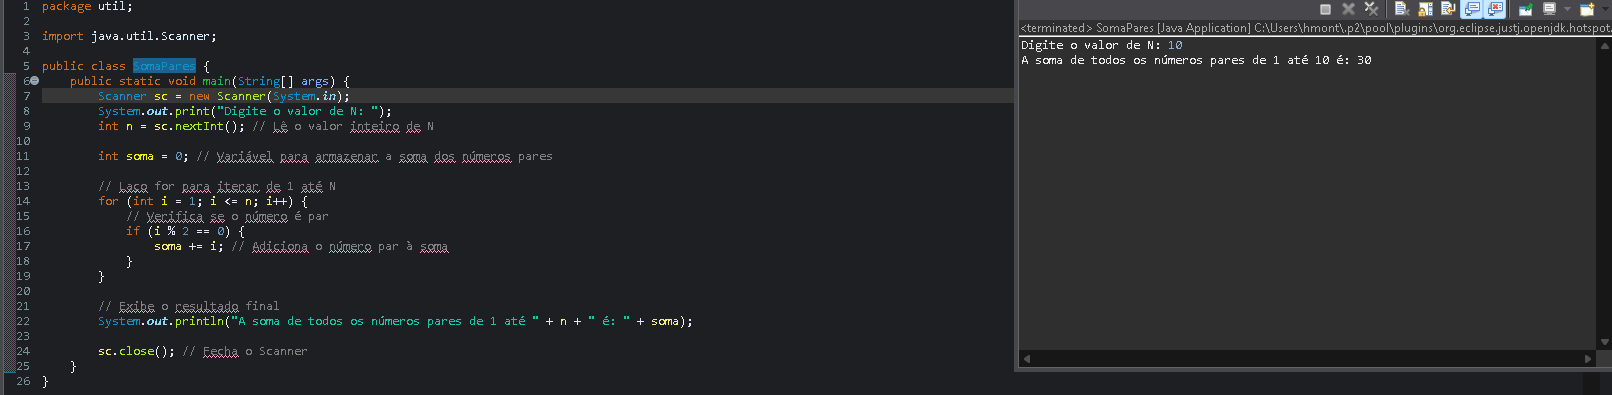 1 package util;
2
3 import java.util.Scanner;
4
5 public class SomaPares {
6 public static void main(String[] args) {
7 Scanner sc = new Scanner(System.in);
8 System.out.print("Digite o valor de N: ");
9 int n = sc.nextInt(); // Lê o valor inteiro de N
10
11 int soma = 0; // Variável para armazenar a soma dos números pares
12
13 // Laço for para iterar de 1 até N
14 for (int i = 1; i <= n; i++) {
15 // Verifica se o número é par
16 if (i % 2 == 0) {
17 soma += i; // Adiciona o número par à soma
18 }
19 }
20
21 // Exibe o resultado final
22 System.out.println("A soma de todos os números pares de 1 até " + n + " é: " + soma);
23
24 sc.close(); // Fecha o Scanner
25 }
26 }
<terminated> SomaPares [Java Application] C:\Users\hmont\.p2\pool\plugins\org.eclipse.justj.openjdk.hotspot.
Digite o valor de N: 10
A soma de todos os números pares de 1 até 10 é: 30